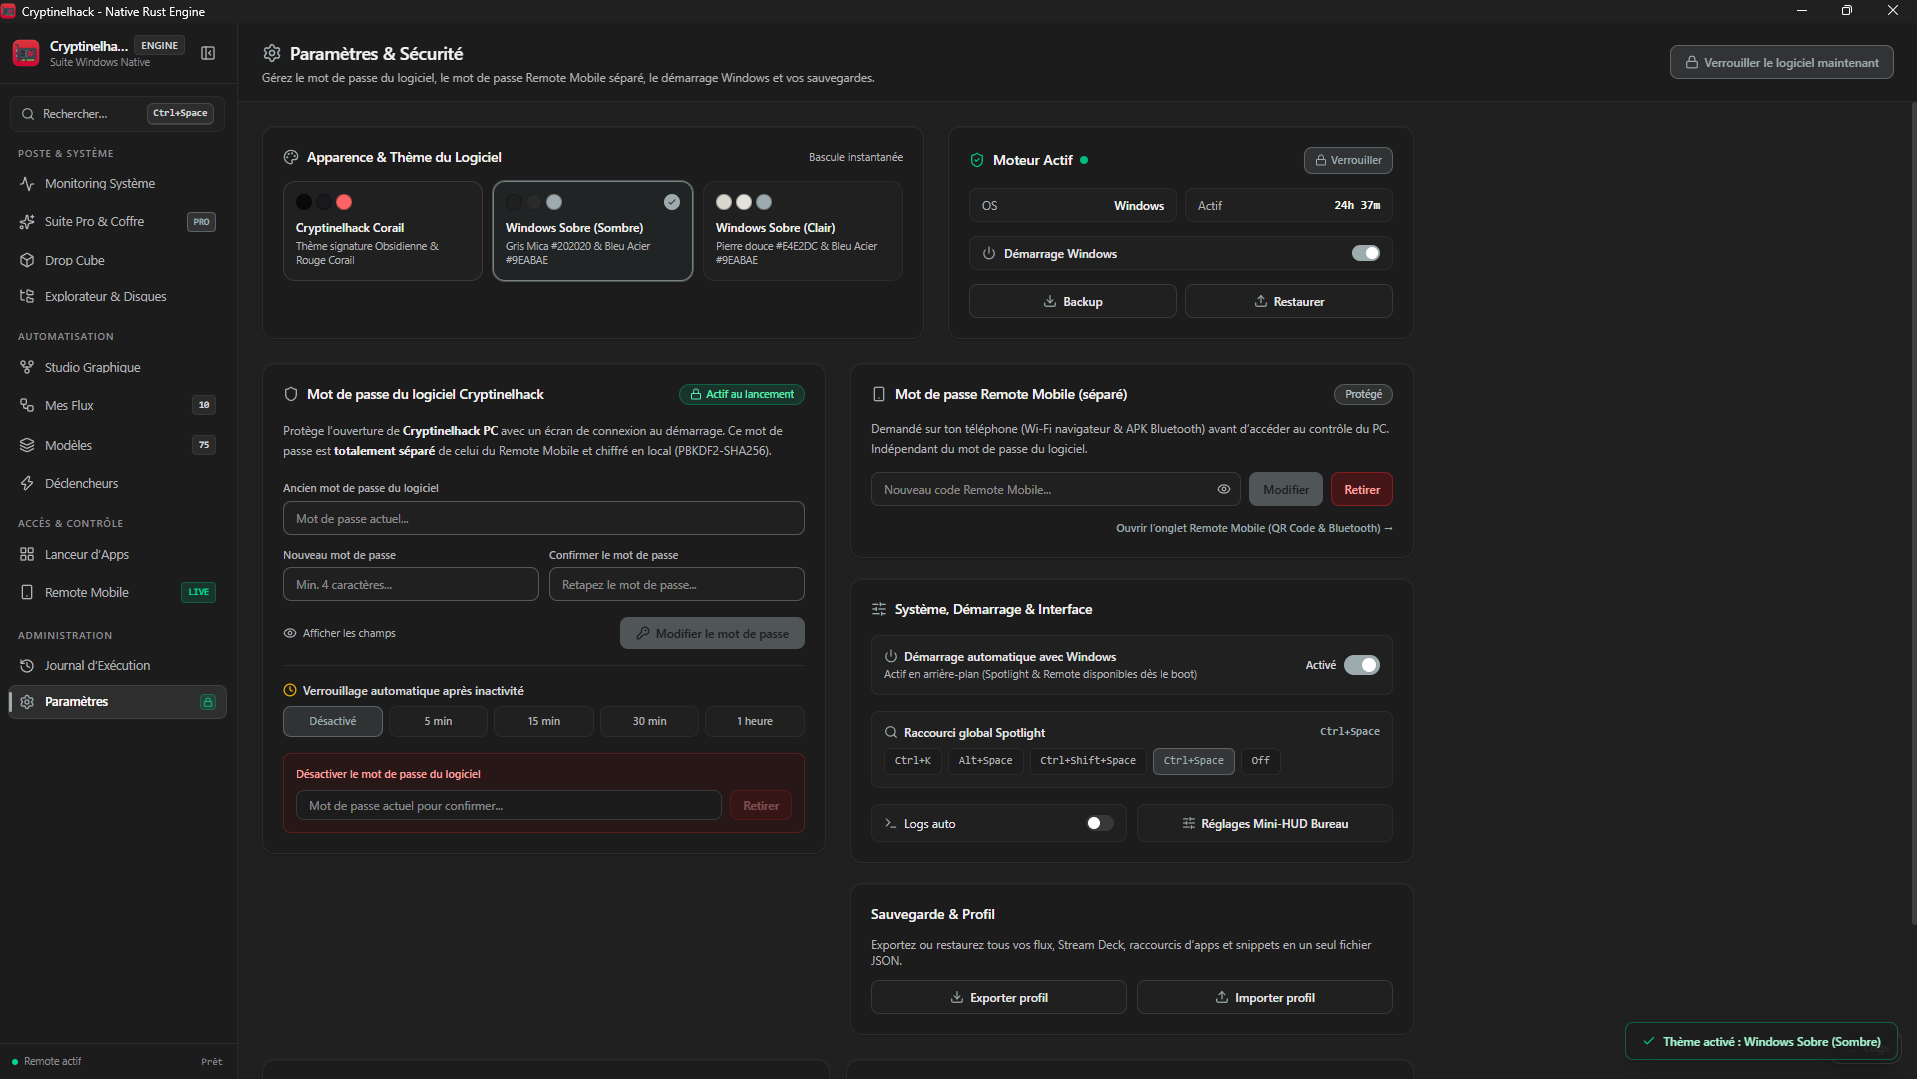 Cryptinelhack - Native Rust Engine
Cryptinelha... ENGINE
Suite Windows Native
Rechercher... Ctrl+Space
POSTE & SYSTÈME
Monitoring Système
Suite Pro & Coffre PRO
Drop Cube
Explorateur & Disques
AUTOMATISATION
Studio Graphique
Mes Flux 10
Modèles 75
Déclencheurs
ACCÈS & CONTRÔLE
Lanceur d'Apps
Remote Mobile LIVE
ADMINISTRATION
Journal d'Exécution
Paramètres
Remote actif Prêt
Paramètres & Sécurité
Gérez le mot de passe du logiciel, le mot de passe Remote Mobile séparé, le démarrage Windows et vos sauvegardes.
Verrouiller le logiciel maintenant
Apparence & Thème du Logiciel Bascule instantanée
Cryptinelhack Corail
Thème signature Obsidienne &
Rouge Corail
Windows Sobre (Sombre)
Gris Mica #202020 & Bleu Acier
#9EABAE
Windows Sobre (Clair)
Pierre douce #E4E2DC & Bleu Acier
#9EABAE
Moteur Actif Verrouiller
OS Windows Actif 24h 37m
Démarrage Windows
Backup Restaurer
Mot de passe du logiciel Cryptinelhack Actif au lancement
Protège l'ouverture de Cryptinelhack PC avec un écran de connexion au démarrage. Ce mot de
passe est totalement séparé de celui du Remote Mobile et chiffré en local (PBKDF2-SHA256).
Ancien mot de passe du logiciel
Mot de passe actuel...
Nouveau mot de passe Confirmer le mot de passe
Min. 4 caractères... Retapez le mot de passe...
Afficher les champs Modifier le mot de passe
Verrouillage automatique après inactivité
Désactivé 5 min 15 min 30 min 1 heure
Désactiver le mot de passe du logiciel
Mot de passe actuel pour confirmer... Retirer
Mot de passe Remote Mobile (séparé) Protégé
Demandé sur ton téléphone (Wi-Fi navigateur & APK Bluetooth) avant d'accéder au contrôle du PC.
Indépendant du mot de passe du logiciel.
Nouveau code Remote Mobile... Modifier Retirer
Ouvrir l'onglet Remote Mobile (QR Code & Bluetooth) →
Système, Démarrage & Interface
Démarrage automatique avec Windows
Actif en arrière-plan (Spotlight & Remote disponibles dès le boot)
Activé
Raccourci global Spotlight Ctrl+Space
Ctrl+K Alt+Space Ctrl+Shift+Space Ctrl+Space Off
Logs auto Réglages Mini-HUD Bureau
Sauvegarde & Profil
Exportez ou restaurez tous vos flux, Stream Deck, raccourcis d'apps et snippets en un seul fichier
JSON.
Exporter profil Importer profil
Thème activé : Windows Sobre (Sombre)